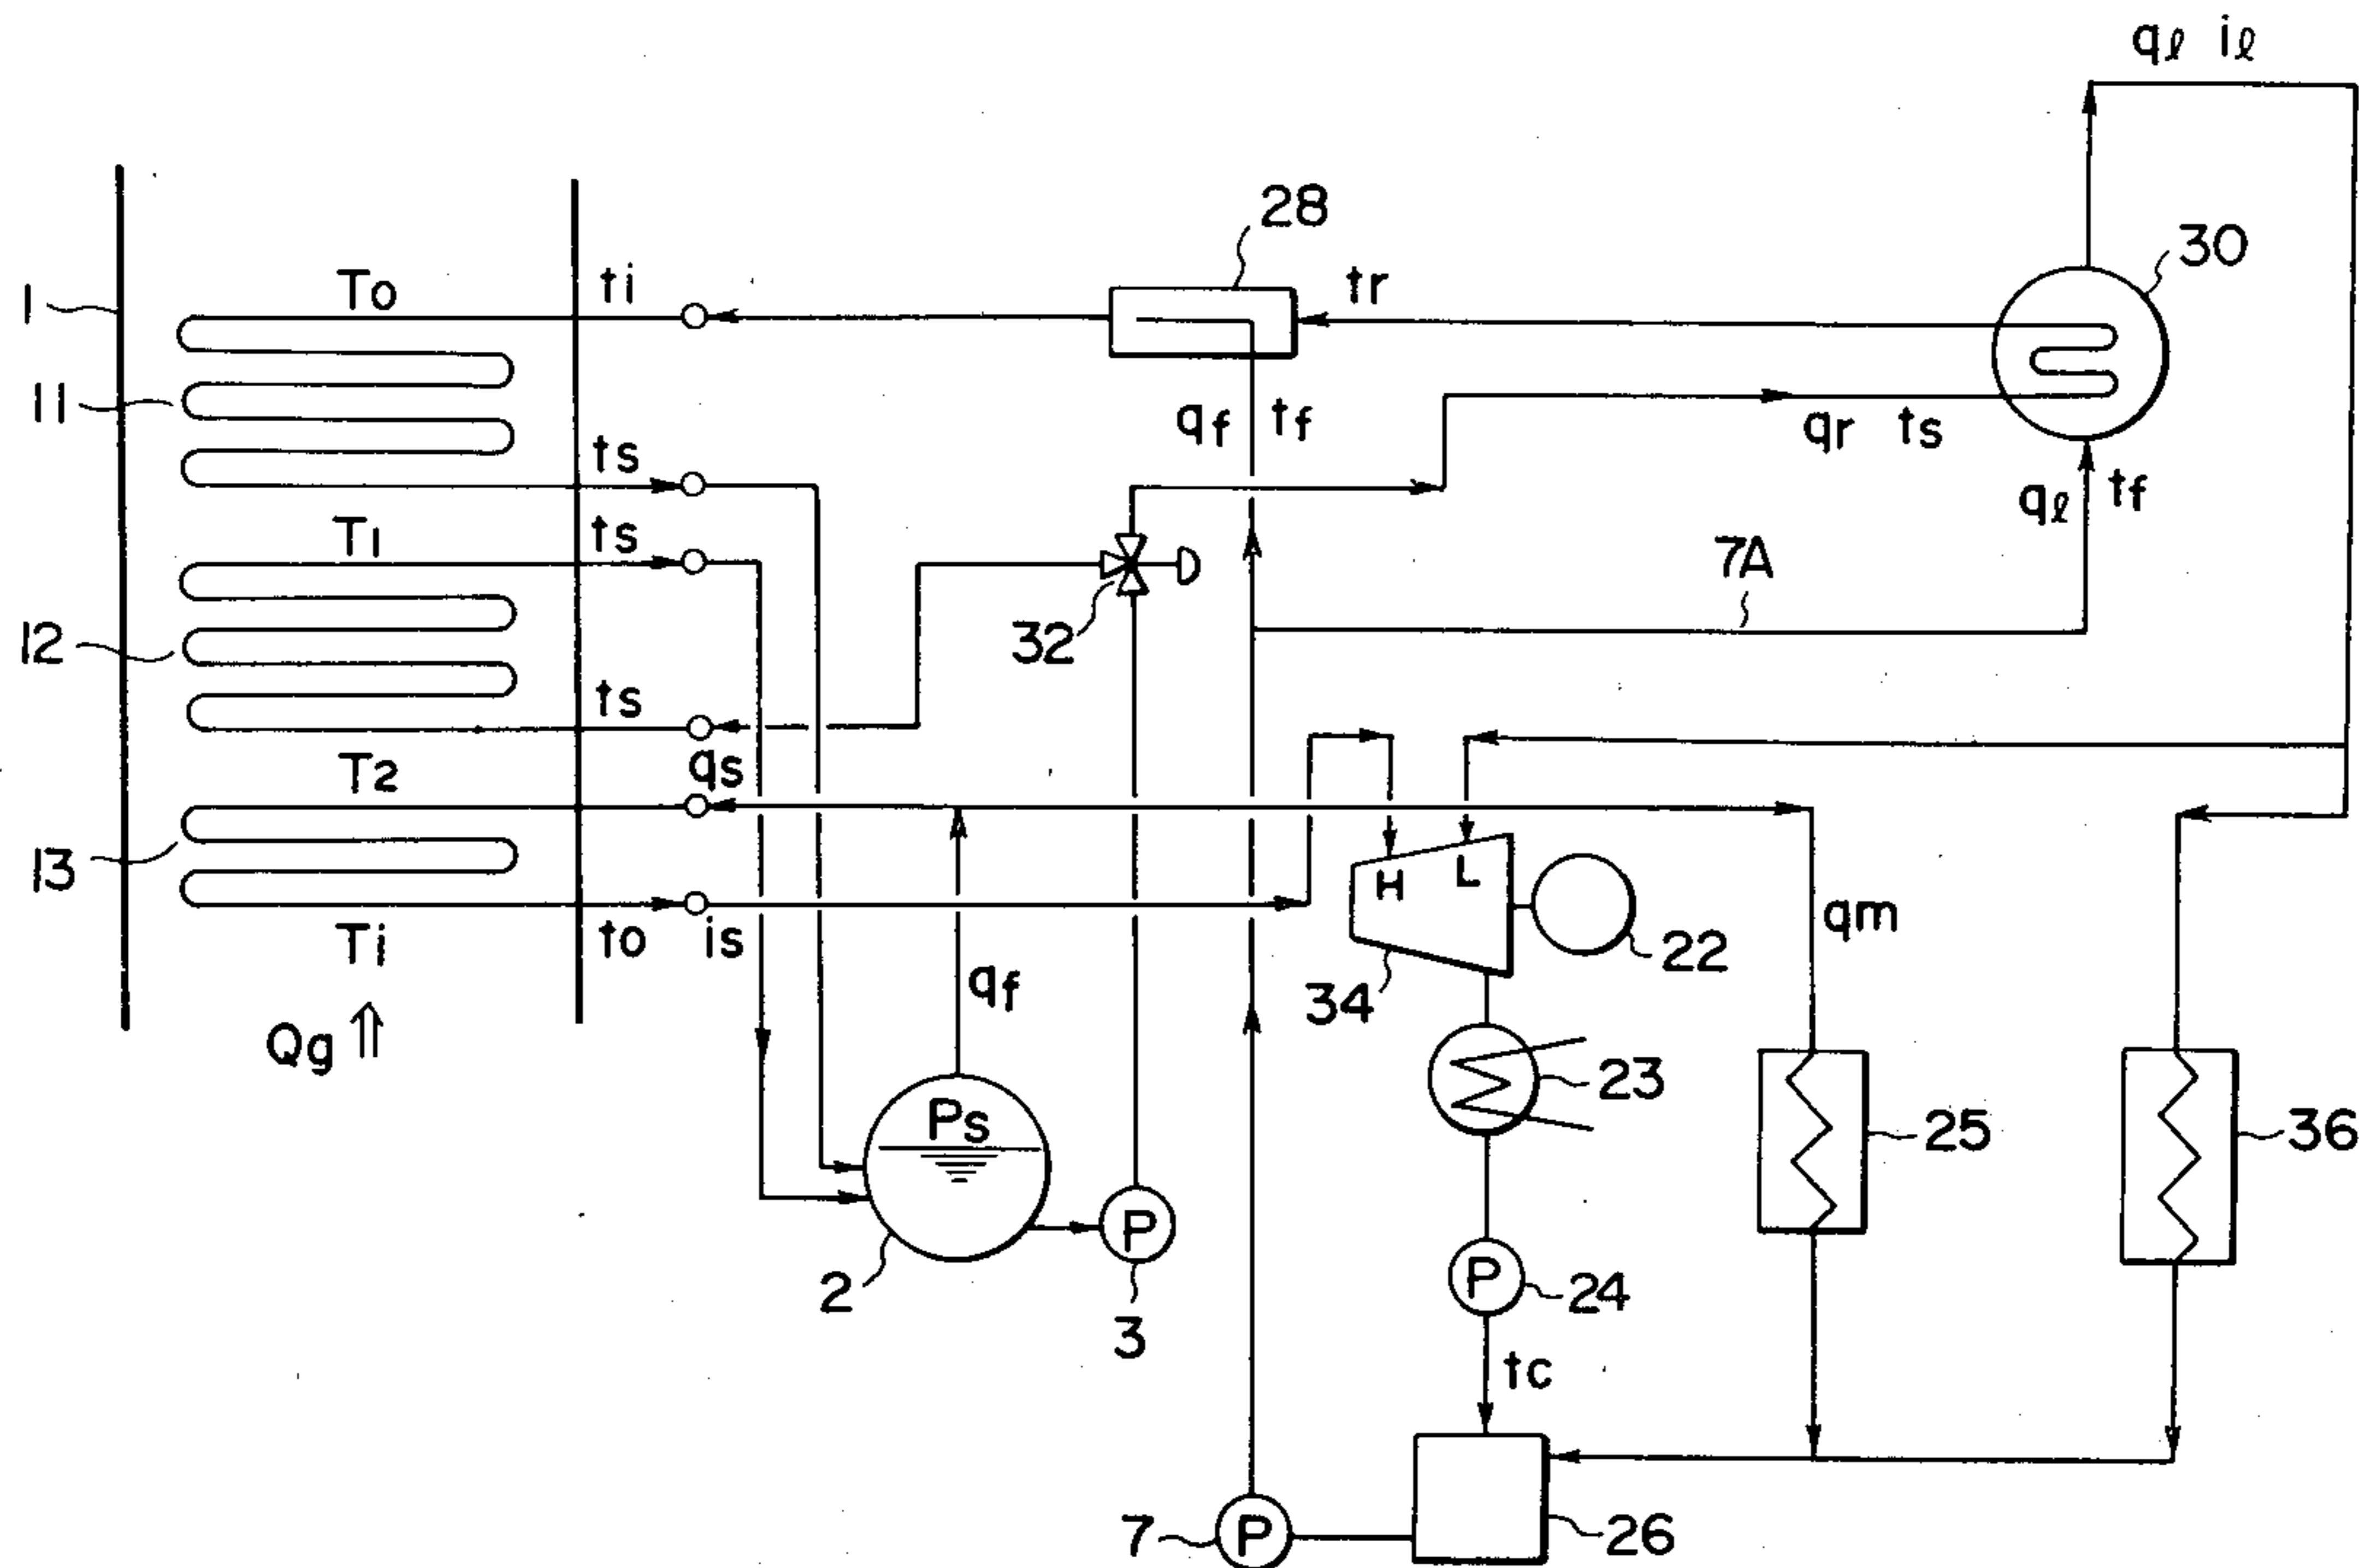 qℓ iℓ
28
30
1
To
ti
tr
11
qf tf
qr ts
ts
qℓ tf
T1
ts
7A
12
32
ts
T2
qs
13
H
L
qm
Ti
to
is
22
qf
34
Qg
Ps
23
25
36
2
P
3
P
24
tc
7
P
26